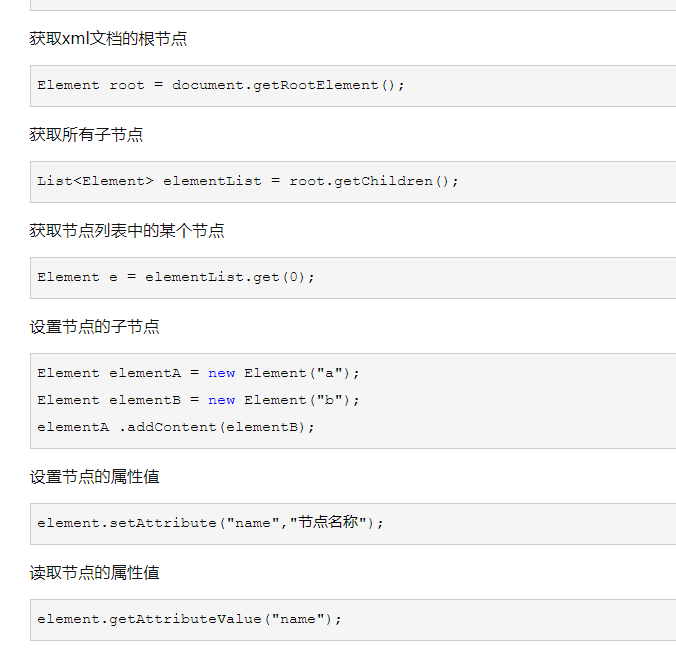 获取xml文档的根节点
Element root = document.getRootElement();
获取所有子节点
List<Element> elementList = root.getChildren();
获取节点列表中的某个节点
Element e = elementList.get(0);
设置节点的子节点
Element elementA = new Element("a");
Element elementB = new Element("b");
elementA .addContent(elementB);
设置节点的属性值
element.setAttribute("name","节点名称");
读取节点的属性值
element.getAttributeValue("name");